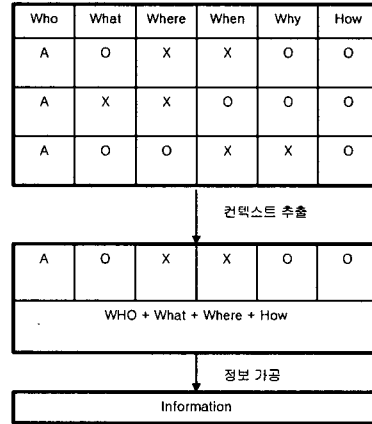 Who What Where When Why How
A O X X O O
A X X O O O
A O O X X O
컨텍스트 추출
A O X X O O
WHO + What + Where + How
정보 가공
Information